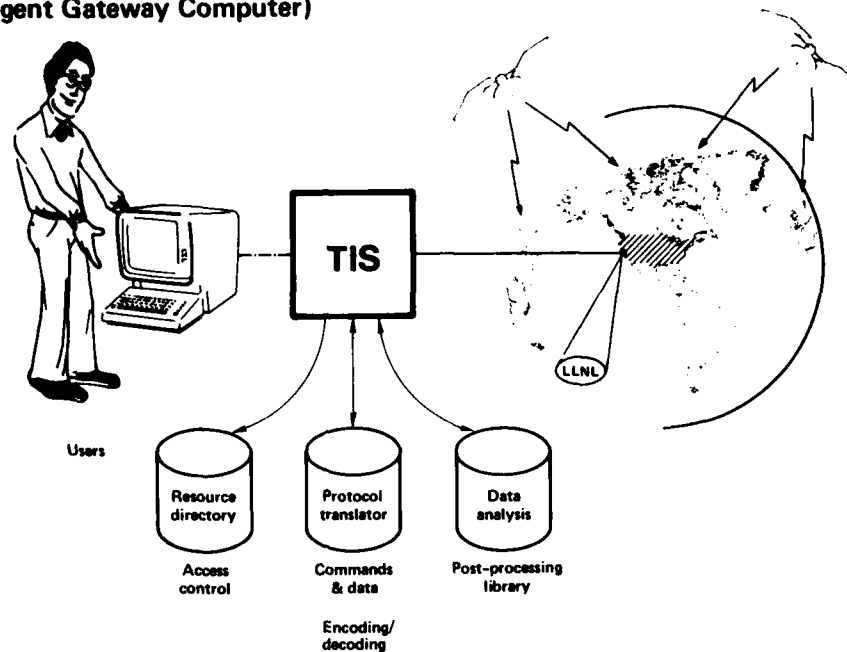 gent Gateway Computer)
TIS
LLNL
Users
Resource
directory
Protocol
translator
Data
analysis
Access
control
Commands
& data
Post-processing
library
Encoding/
decoding